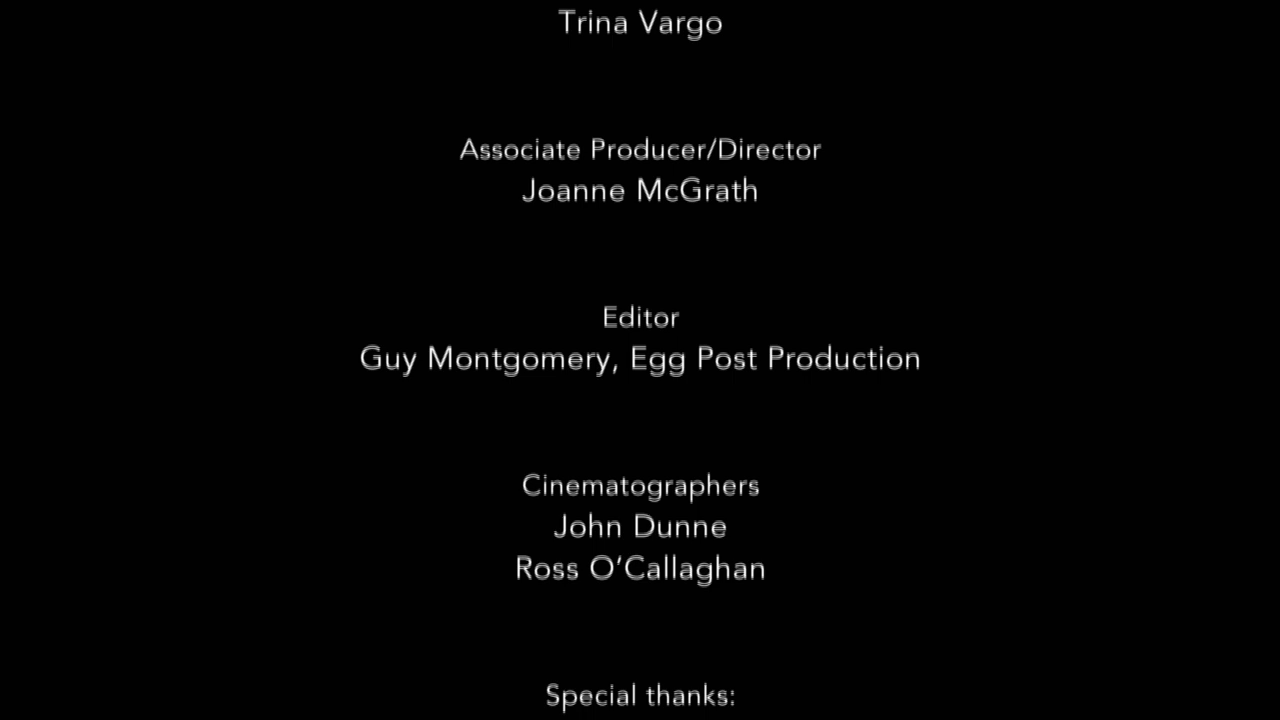 Trina Vargo
Associate Producer/Director
Joanne McGrath
Editor
Guy Montgomery, Egg Post Production
Cinematographers
John Dunne
Ross O’Callaghan
Special thanks: